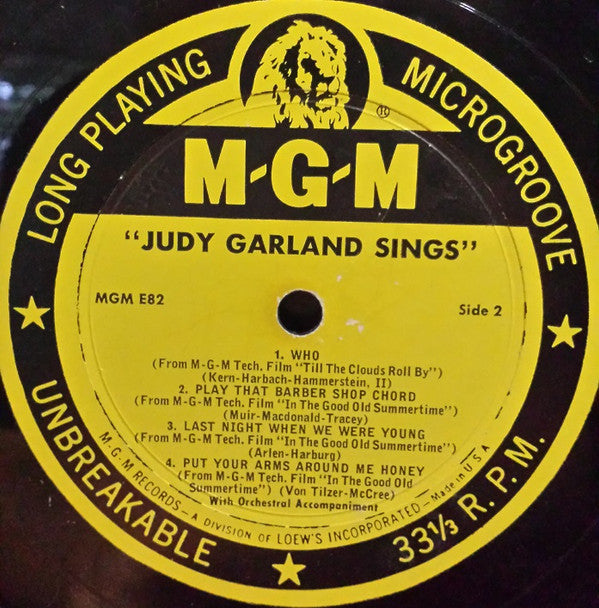 LONG PLAYING
MICROGROOVE
M-G-M
"JUDY GARLAND SINGS"
MGM E82
Side 2
1. WHO
(From M-G-M Tech. Film "Till The Clouds Roll By")
(Kern-Harbach-Hammerstein, II)
2. PLAY THAT BARBER SHOP CHORD
(From M-G-M Tech. Film "In The Good Old Summertime")
(Muir-Macdonald-Tracey)
3. LAST NIGHT WHEN WE WERE YOUNG
(From M-G-M Tech. Film "In The Good Old Summertime")
(Arlen-Harburg)
4. PUT YOUR ARMS AROUND ME HONEY
(From M-G-M Tech. Film "In The Good Old
Summertime") (Von Tilzer-McCree)
With Orchestral Accompaniment
M-G-M RECORDS – A DIVISION OF LOEW'S INCORPORATED – Made in U S A
UNBREAKABLE
33⅓ R. P. M.